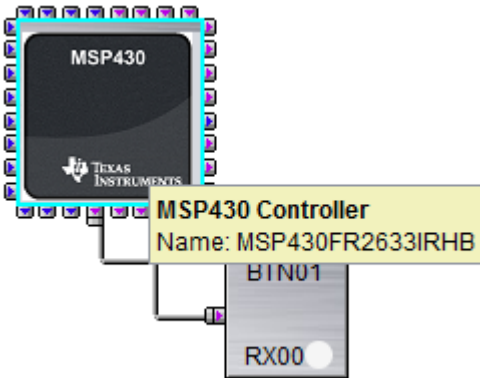 MSP430
TEXAS
INSTRUMENTS
MSP430 Controller
Name: MSP430FR2633IRHB
BTN01
RX00